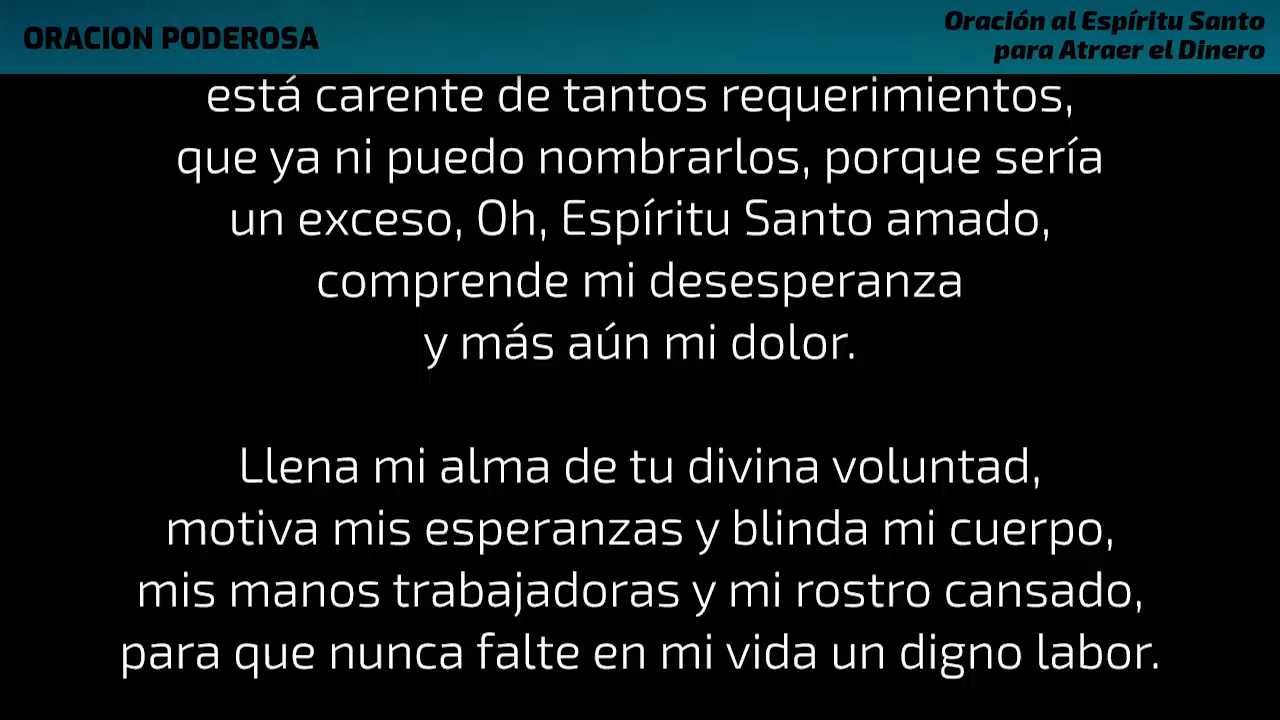 ORACION PODEROSA
Oración al Espíritu Santo
para Atraer el Dinero
está carente de tantos requerimientos,
que ya ni puedo nombrarlos, porque sería
un exceso, Oh, Espíritu Santo amado,
comprende mi desesperanza
y más aún mi dolor.
Llena mi alma de tu divina voluntad,
motiva mis esperanzas y blinda mi cuerpo,
mis manos trabajadoras y mi rostro cansado,
para que nunca falte en mi vida un digno labor.